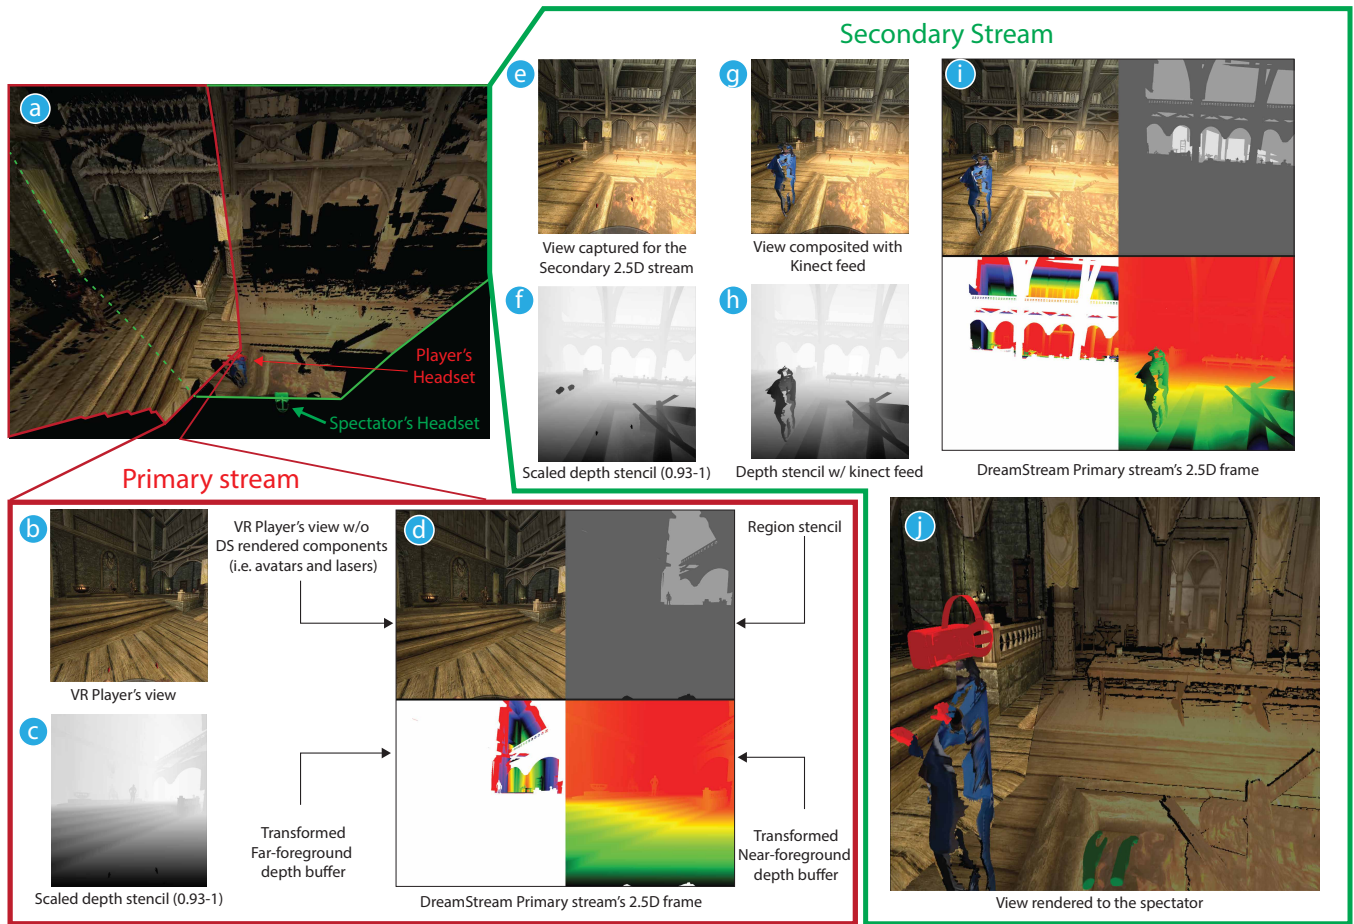 Secondary Stream
a
Player's
Headset
Spectator's Headset
e
View captured for the
Secondary 2.5D stream
g
View composited with
Kinect feed
f
Scaled depth stencil (0.93-1)
h
Depth stencil w/ kinect feed
i
DreamStream Primary stream's 2.5D frame
Primary stream
b
VR Player's view
c
Scaled depth stencil (0.93-1)
VR Player's view w/o
DS rendered components
(i.e. avatars and lasers)
d
Region stencil
Transformed
Far-foreground
depth buffer
Transformed
Near-foreground
depth buffer
DreamStream Primary stream's 2.5D frame
j
View rendered to the spectator